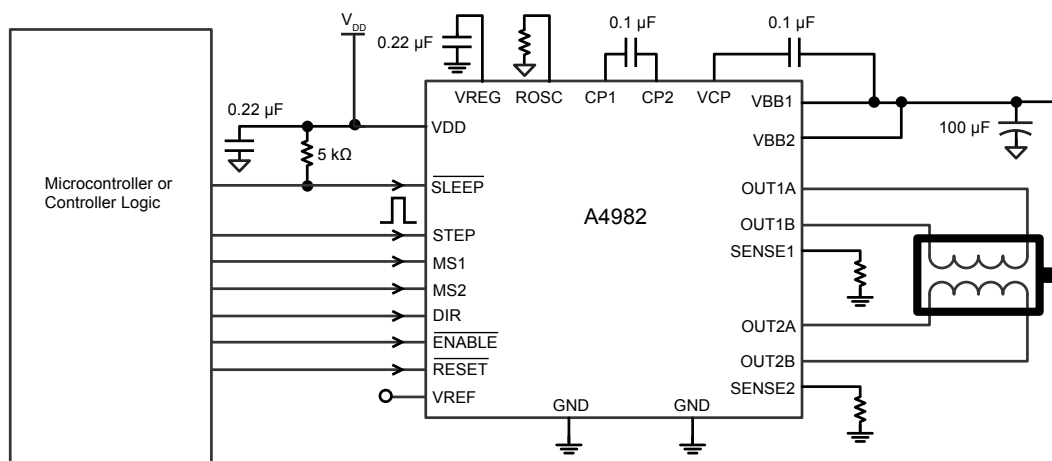 V_DD
0.22 µF
0.1 µF
0.1 µF
0.22 µF
VREG
ROSC
CP1
CP2
VCP
VBB1
VDD
VBB2
100 µF
5 kΩ
Microcontroller or
Controller Logic
SLEEP
A4982
OUT1A
OUT1B
STEP
SENSE1
MS1
MS2
DIR
OUT2A
ENABLE
RESET
OUT2B
VREF
SENSE2
GND
GND